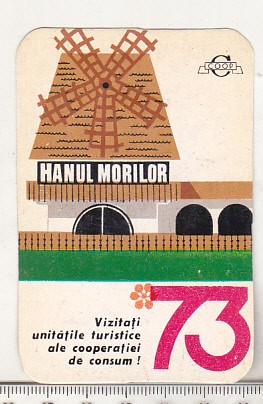 COOP
HANUL MORILOR
73
Vizitați
unitățile turistice
ale cooperației
de consum !